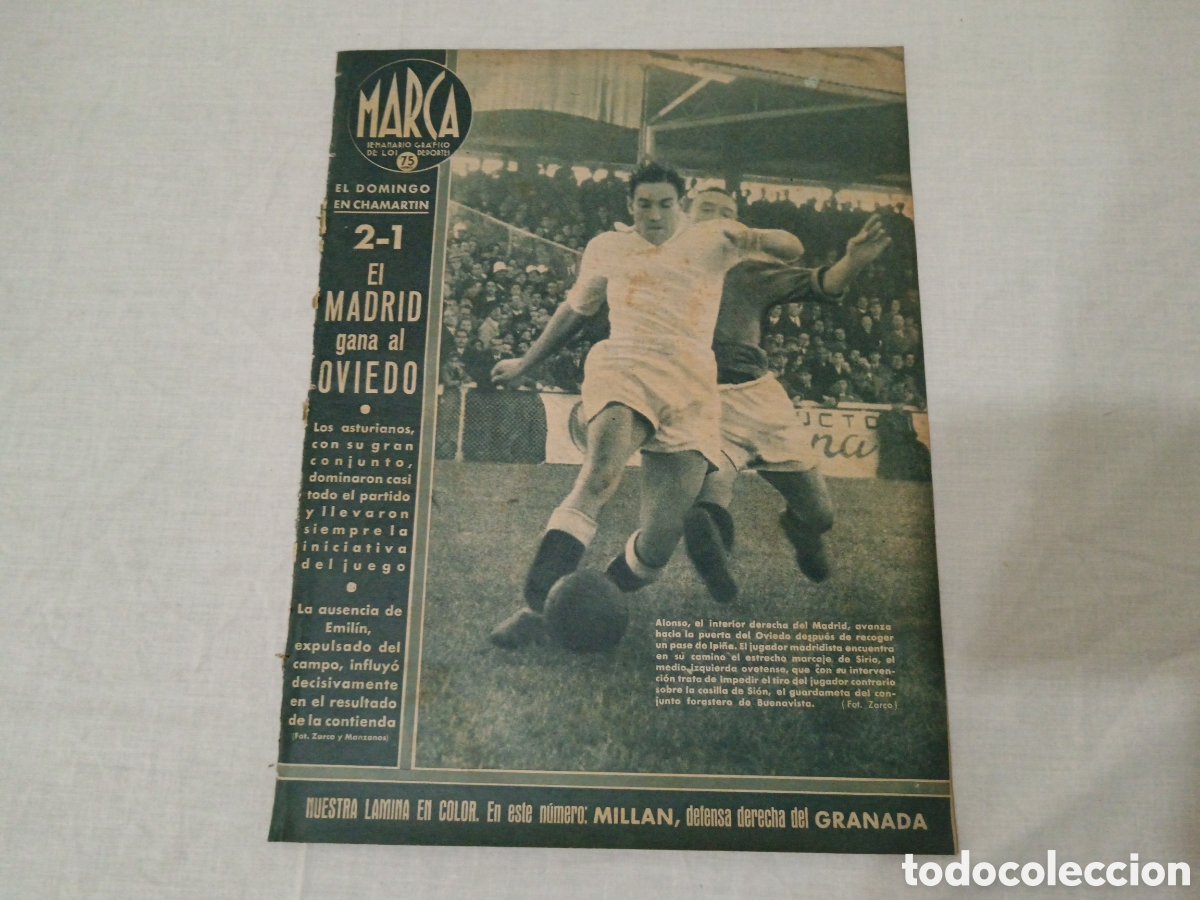 MARCA
SEMANARIO GRÁFICO
DE LOS DEPORTES
75
EL DOMINGO
EN CHAMARTIN
2-1
El
MADRID
gana al
OVIEDO
Los asturianos,
con su gran
conjunto,
dominaron casi
todo el partido
y llevaron
siempre la
iniciativa
del juego
La ausencia de
Emilín,
expulsado del
campo, influyó
decisivamente
en el resultado
de la contienda
(Fot. Zarco y Manzanos)
UCTO
na
Alonso, el interior derecha del Madrid, avanza
hacia la puerta del Oviedo después de recoger
un pase de Ipiña. El jugador madridista encuentra
en su camino el estrecho marcaje de Sirio, el
medio izquierda ovetense, que con su interven-
ción trata de impedir el tiro del jugador contrario
sobre la casilla de Sión, el guardameta del con-
junto forastero de Buenavista. (Fot. Zarco)
NUESTRA LAMINA EN COLOR. En este número: MILLAN, defensa derecha del GRANADA
todocoleccion